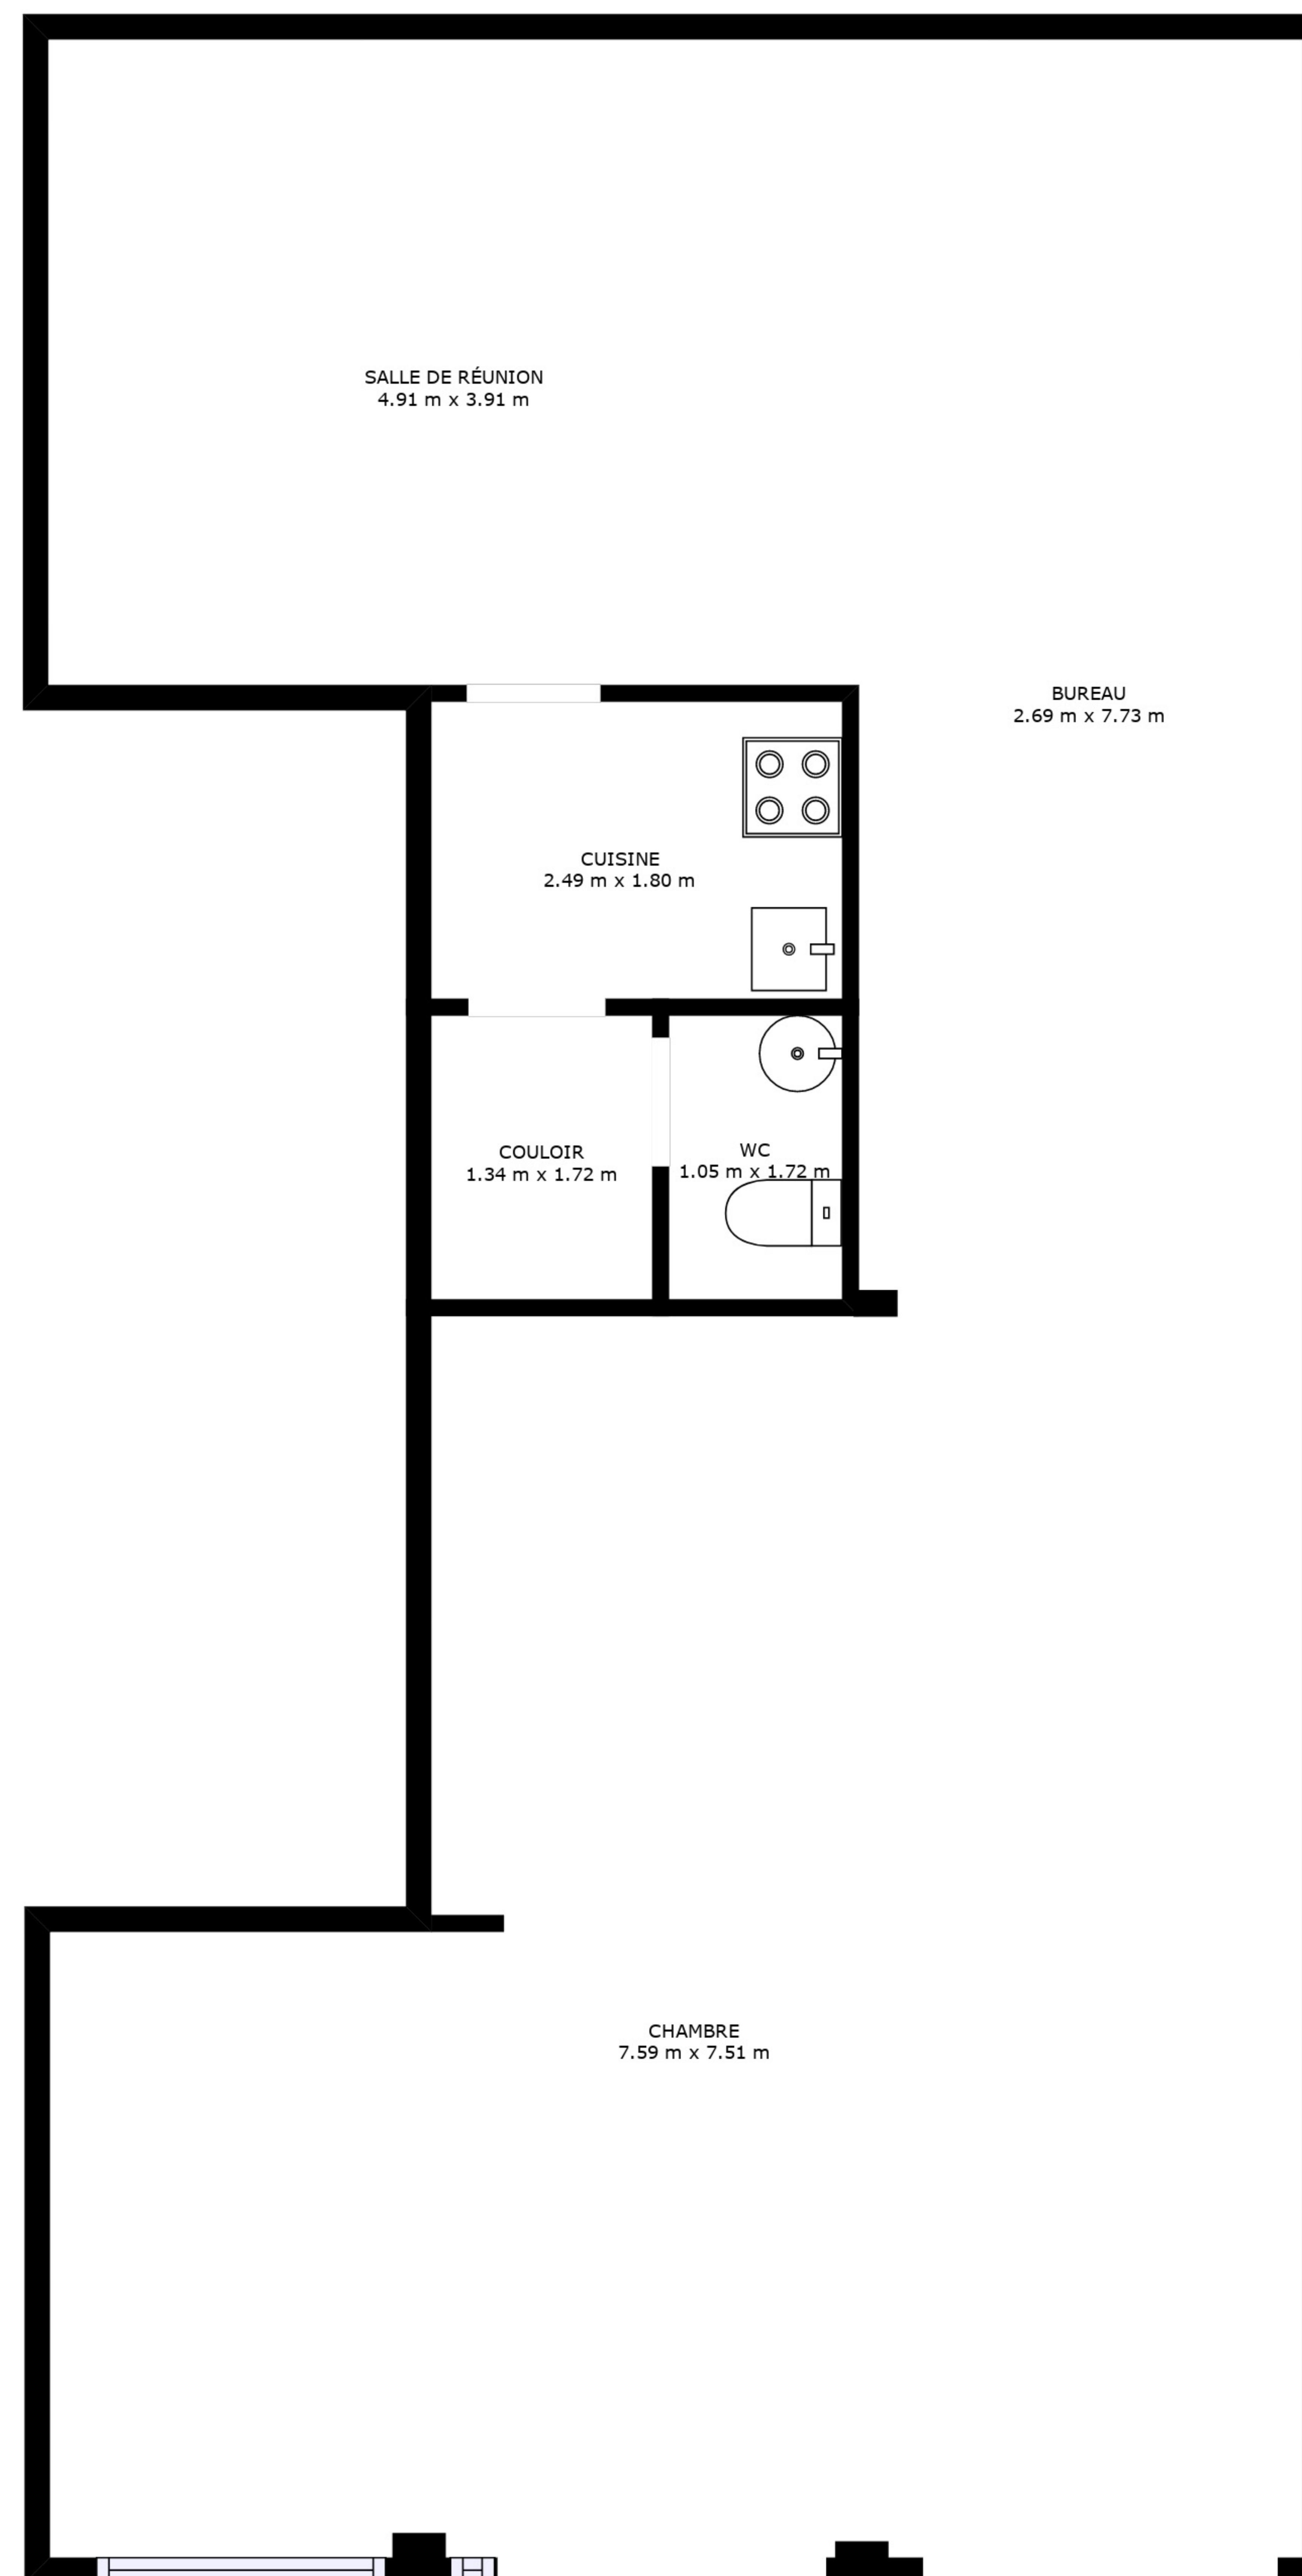 SALLE DE RÉUNION
4.91 m x 3.91 m
BUREAU
2.69 m x 7.73 m
CUISINE
2.49 m x 1.80 m
COULOIR
1.34 m x 1.72 m
WC
1.05 m x 1.72 m
CHAMBRE
7.59 m x 7.51 m